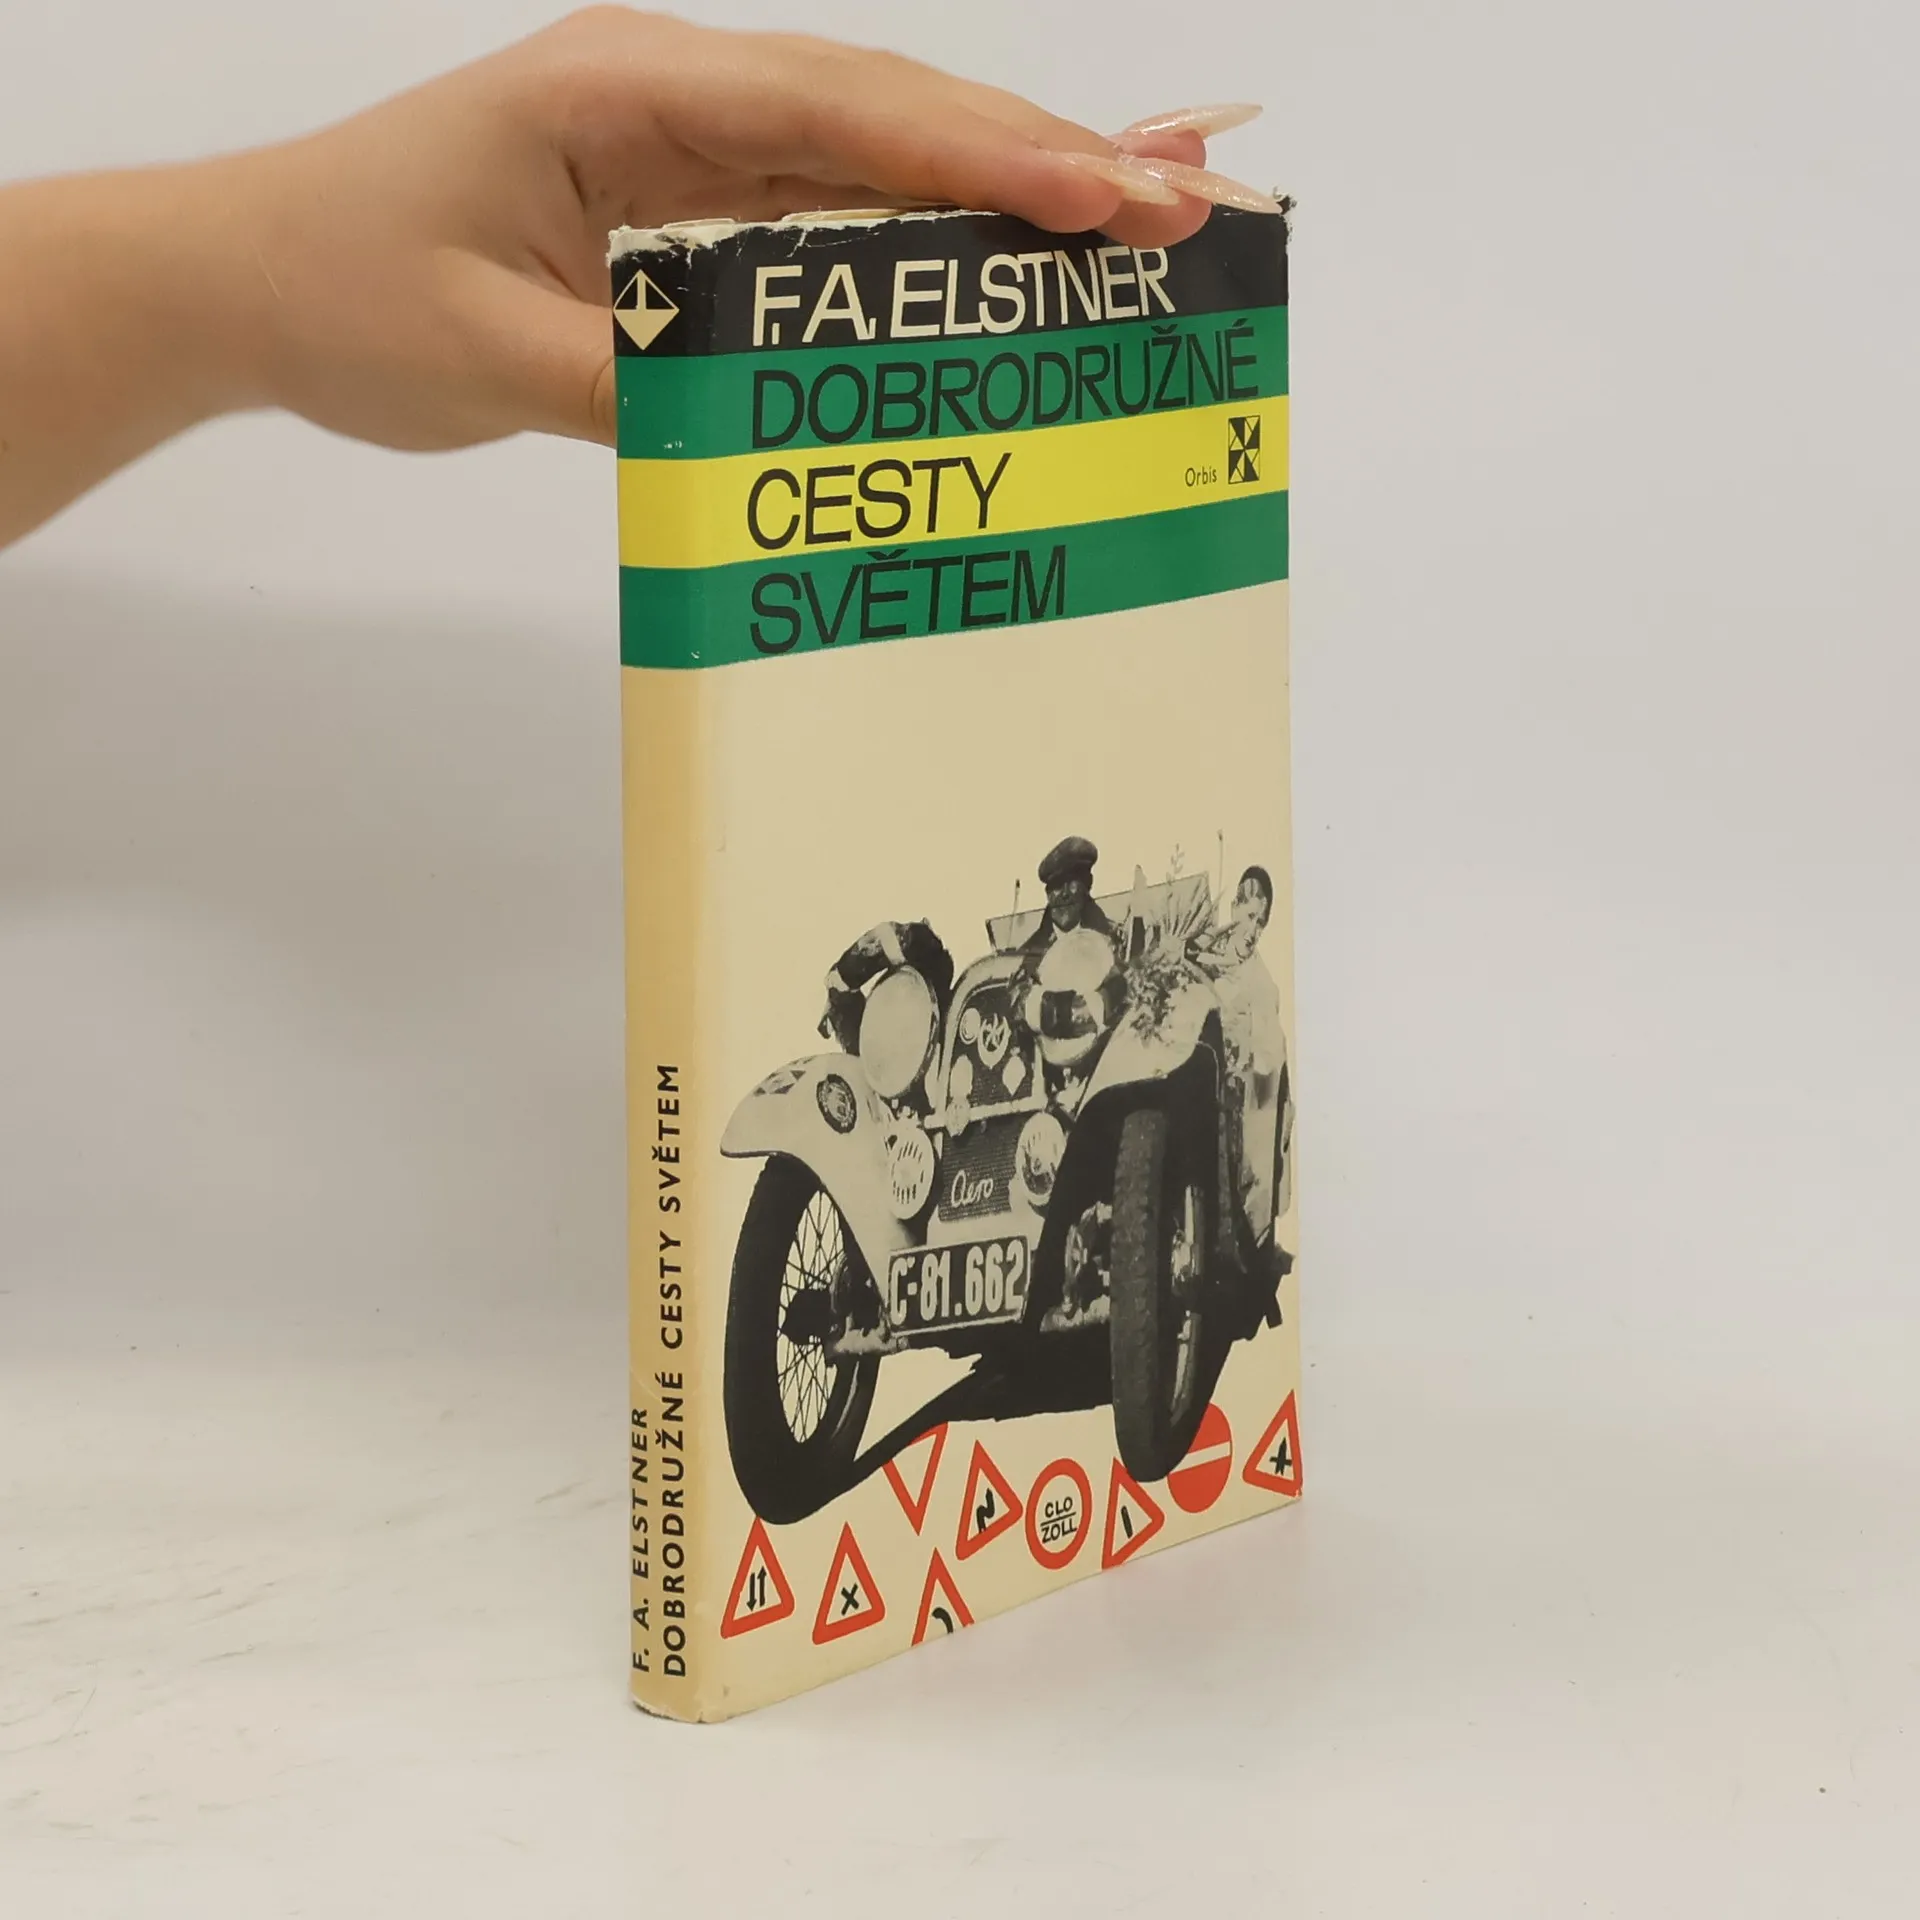 F. A. ELSTNER
DOBRODRUŽNÉ
CESTY
Orbis
SVĚTEM
Aero
C-81.662
CLO
ZOLL
F. A. ELSTNER
DOBRODRUŽNÉ CESTY SVĚTEM